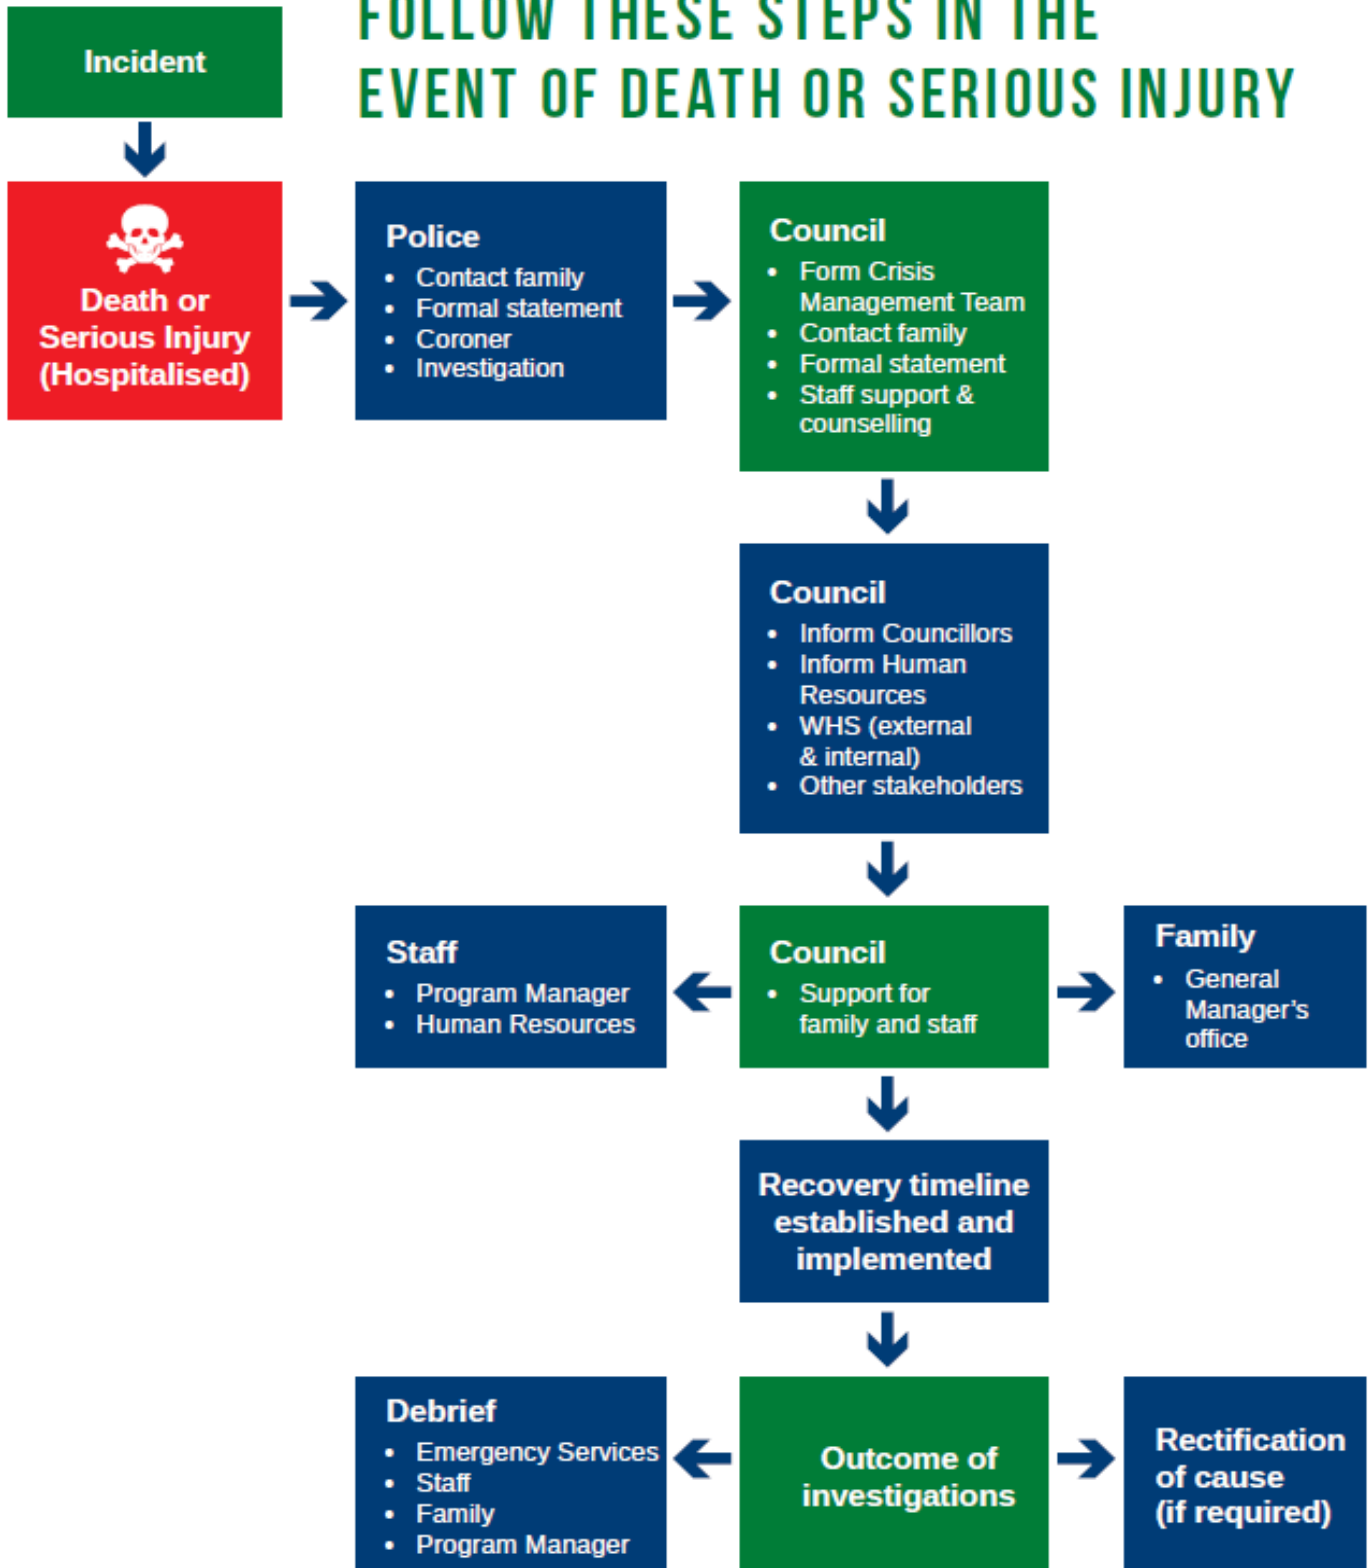 FOLLOW THESE STEPS IN THE
EVENT OF DEATH OR SERIOUS INJURY
Incident
Death or
Serious Injury
(Hospitalised)
Police
• Contact family
• Formal statement
• Coroner
• Investigation
Council
• Form Crisis
Management Team
• Contact family
• Formal statement
• Staff support &
counselling
Council
• Inform Councillors
• Inform Human
Resources
• WHS (external
& internal)
• Other stakeholders
Staff
• Program Manager
• Human Resources
Council
• Support for
family and staff
Family
• General
Manager’s
office
Recovery timeline
established and
implemented
Debrief
• Emergency Services
• Staff
• Family
• Program Manager
Outcome of
investigations
Rectification
of cause
(if required)